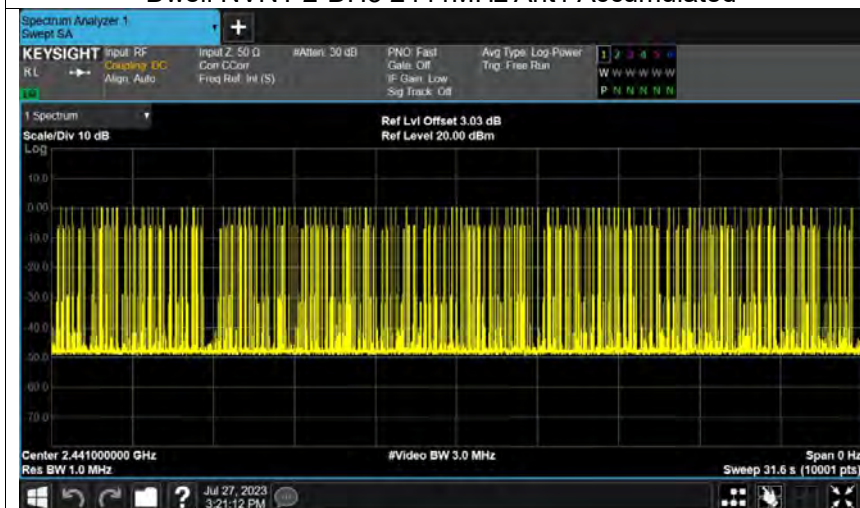 Spectrum Analyzer 1
Swept SA
+
KEYSIGHT Input: RF Input Z: 50 Ω #Atten: 30 dB PNO: Fast Avg Type: Log-Power 1 2 3 4 5 6
RL Coupling: DC Corr CCorr Gate: Off Trig: Free Run W W W W W W
Align: Auto Freq Ref: Int (S) IF Gain: Low
Sig Track: Off P N N N N N
1 Spectrum
Ref Lvl Offset 3.03 dB
Scale/Div 10 dB Ref Level 20.00 dBm
Log
10.0
0.00
-10.0
-20.0
-30.0
-40.0
-50.0
-60.0
-70.0
Center 2.441000000 GHz #Video BW 3.0 MHz Span 0 Hz
Res BW 1.0 MHz Sweep 31.6 s (10001 pts)
? Jul 27, 2023
3:21:12 PM